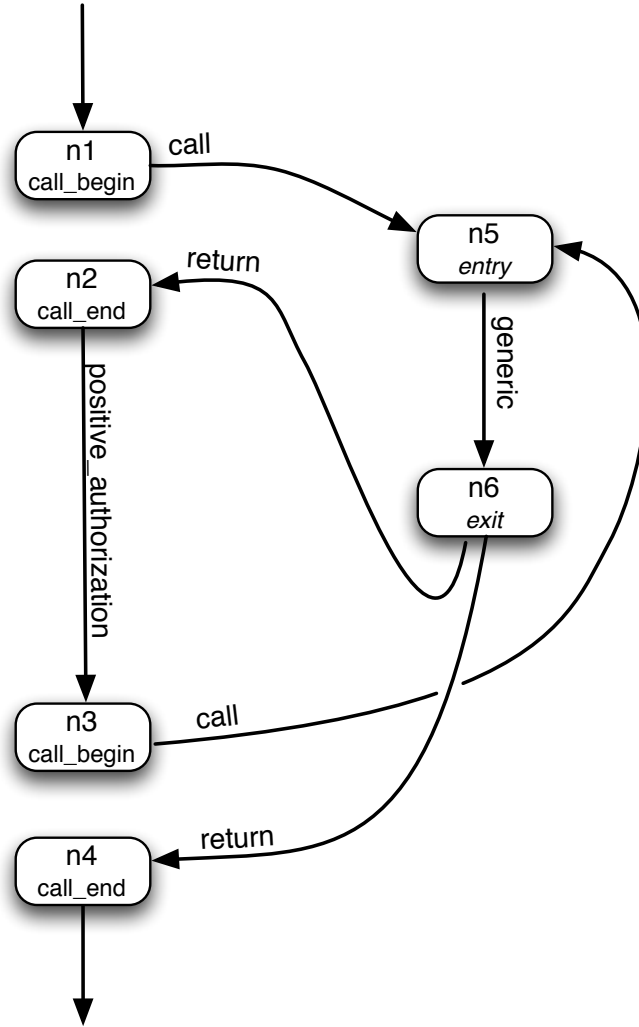 n1
call_begin
call
n5
entry
n2
call_end
return
generic
positive_authorization
n6
exit
n3
call_begin
call
n4
call_end
return